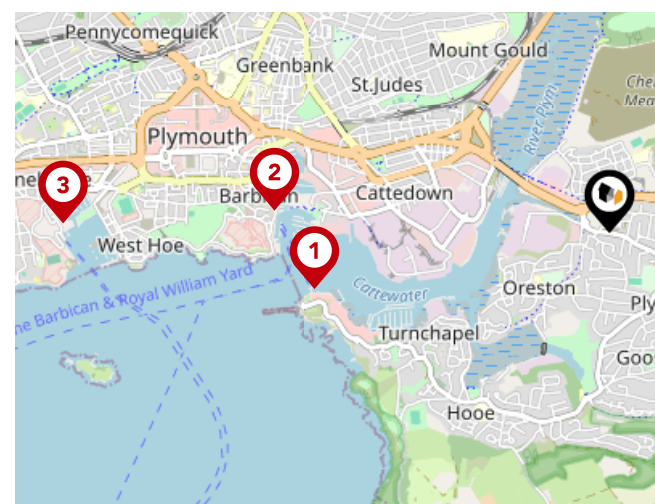 Pennycomequick
Mount Gould
Greenbank
St.Judes
River Plym
Plymouth
3
2
Barbican
Cattedown
1
West Hoe
Cattewater
Oreston
ne Barbican & Royal William Yard
Turnchapel
Hooe